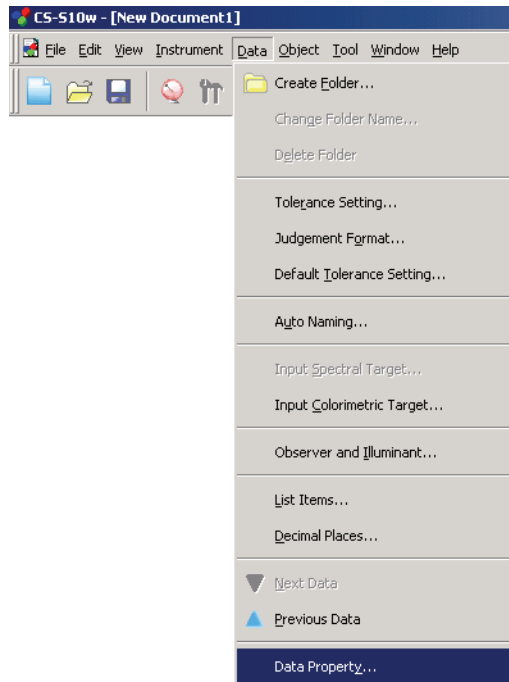 CS-S10w - [New Document1]
File Edit View Instrument Data Object Tool Window Help
Create Folder...
Change Folder Name...
Delete Folder
Tolerance Setting...
Judgement Format...
Default Tolerance Setting...
Auto Naming...
Input Spectral Target...
Input Colorimetric Target...
Observer and Illuminant...
List Items...
Decimal Places...
Next Data
Previous Data
Data Property...